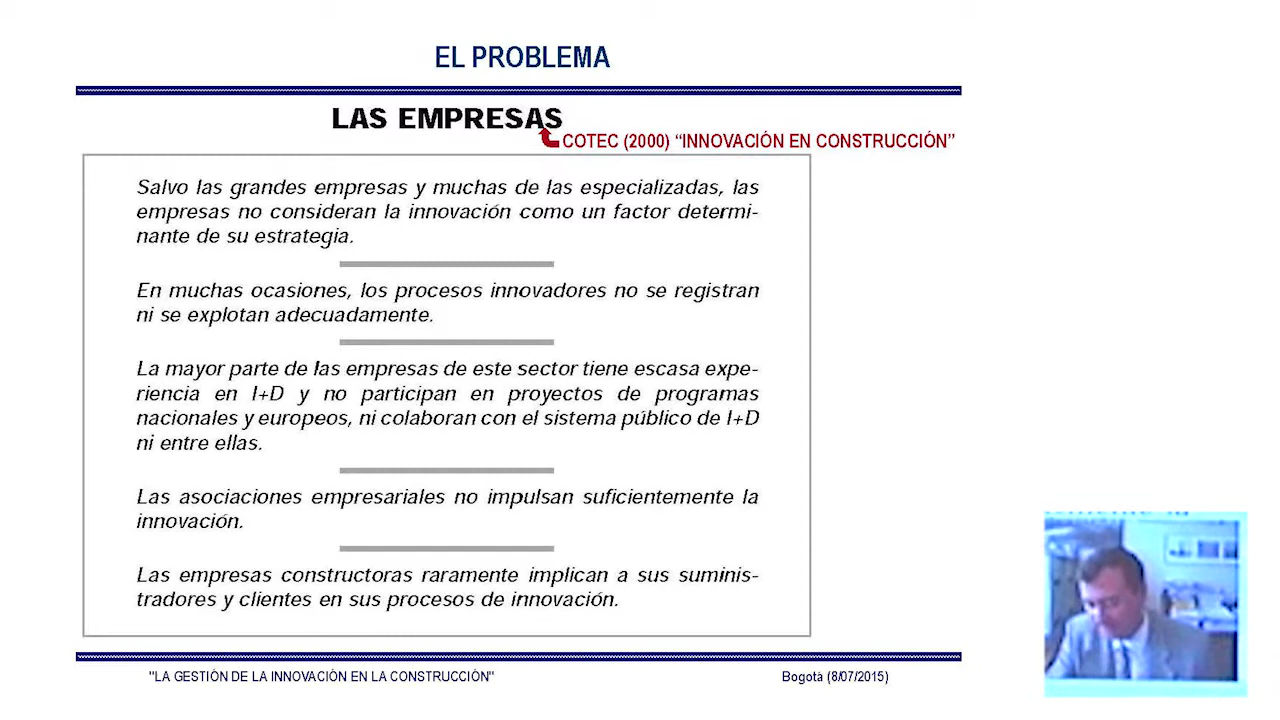 EL PROBLEMA
LAS EMPRESAS
COTEC (2000) “INNOVACIÓN EN CONSTRUCCIÓN”
Salvo las grandes empresas y muchas de las especializadas, las
empresas no consideran la innovación como un factor determi-
nante de su estrategia.
En muchas ocasiones, los procesos innovadores no se registran
ni se explotan adecuadamente.
La mayor parte de las empresas de este sector tiene escasa expe-
riencia en I+D y no participan en proyectos de programas
nacionales y europeos, ni colaboran con el sistema público de I+D
ni entre ellas.
Las asociaciones empresariales no impulsan suficientemente la
innovación.
Las empresas constructoras raramente implican a sus suminis-
tradores y clientes en sus procesos de innovación.
"LA GESTIÓN DE LA INNOVACIÓN EN LA CONSTRUCCIÓN"
Bogotá (8/07/2015)